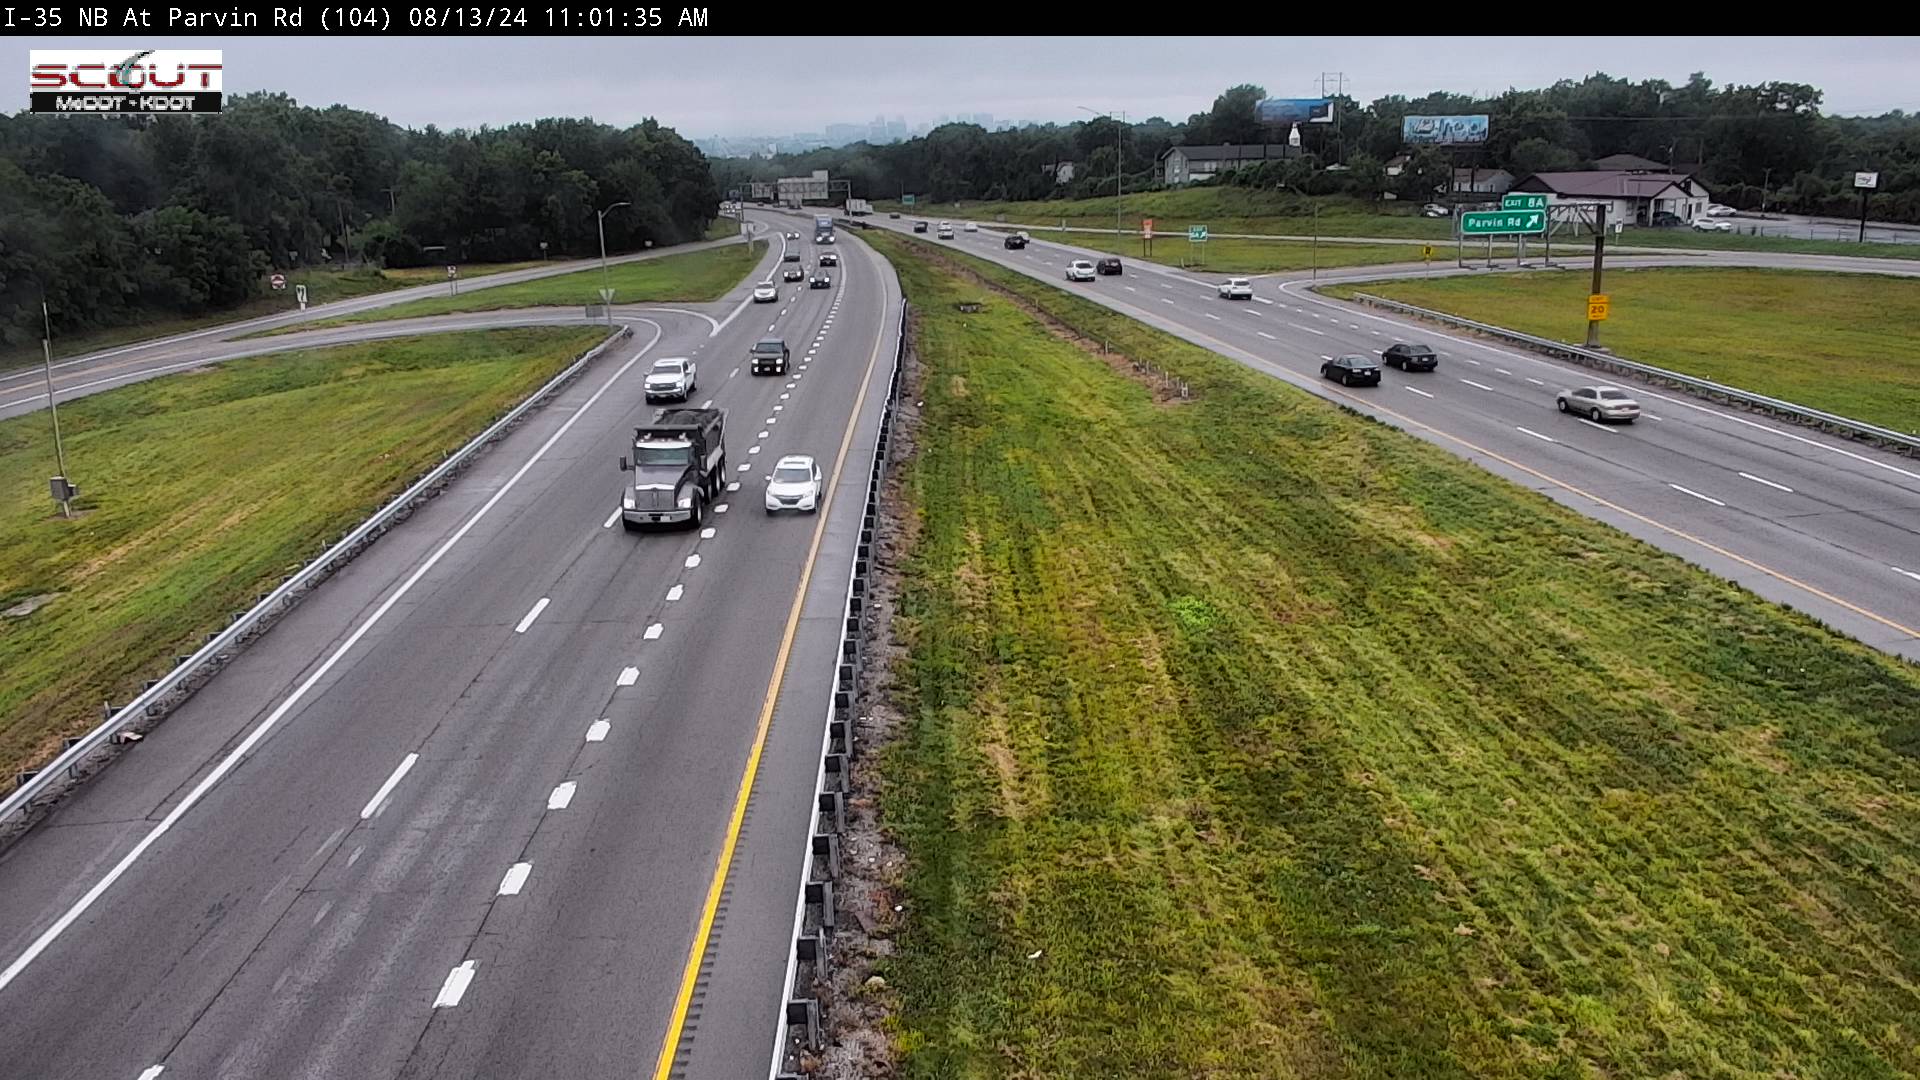 I-35 NB At Parvin Rd (104) 08/13/24 11:01:35 AM
SCOUT
MoDOT - KDOT
EXIT 8A
Parvin Rd
20